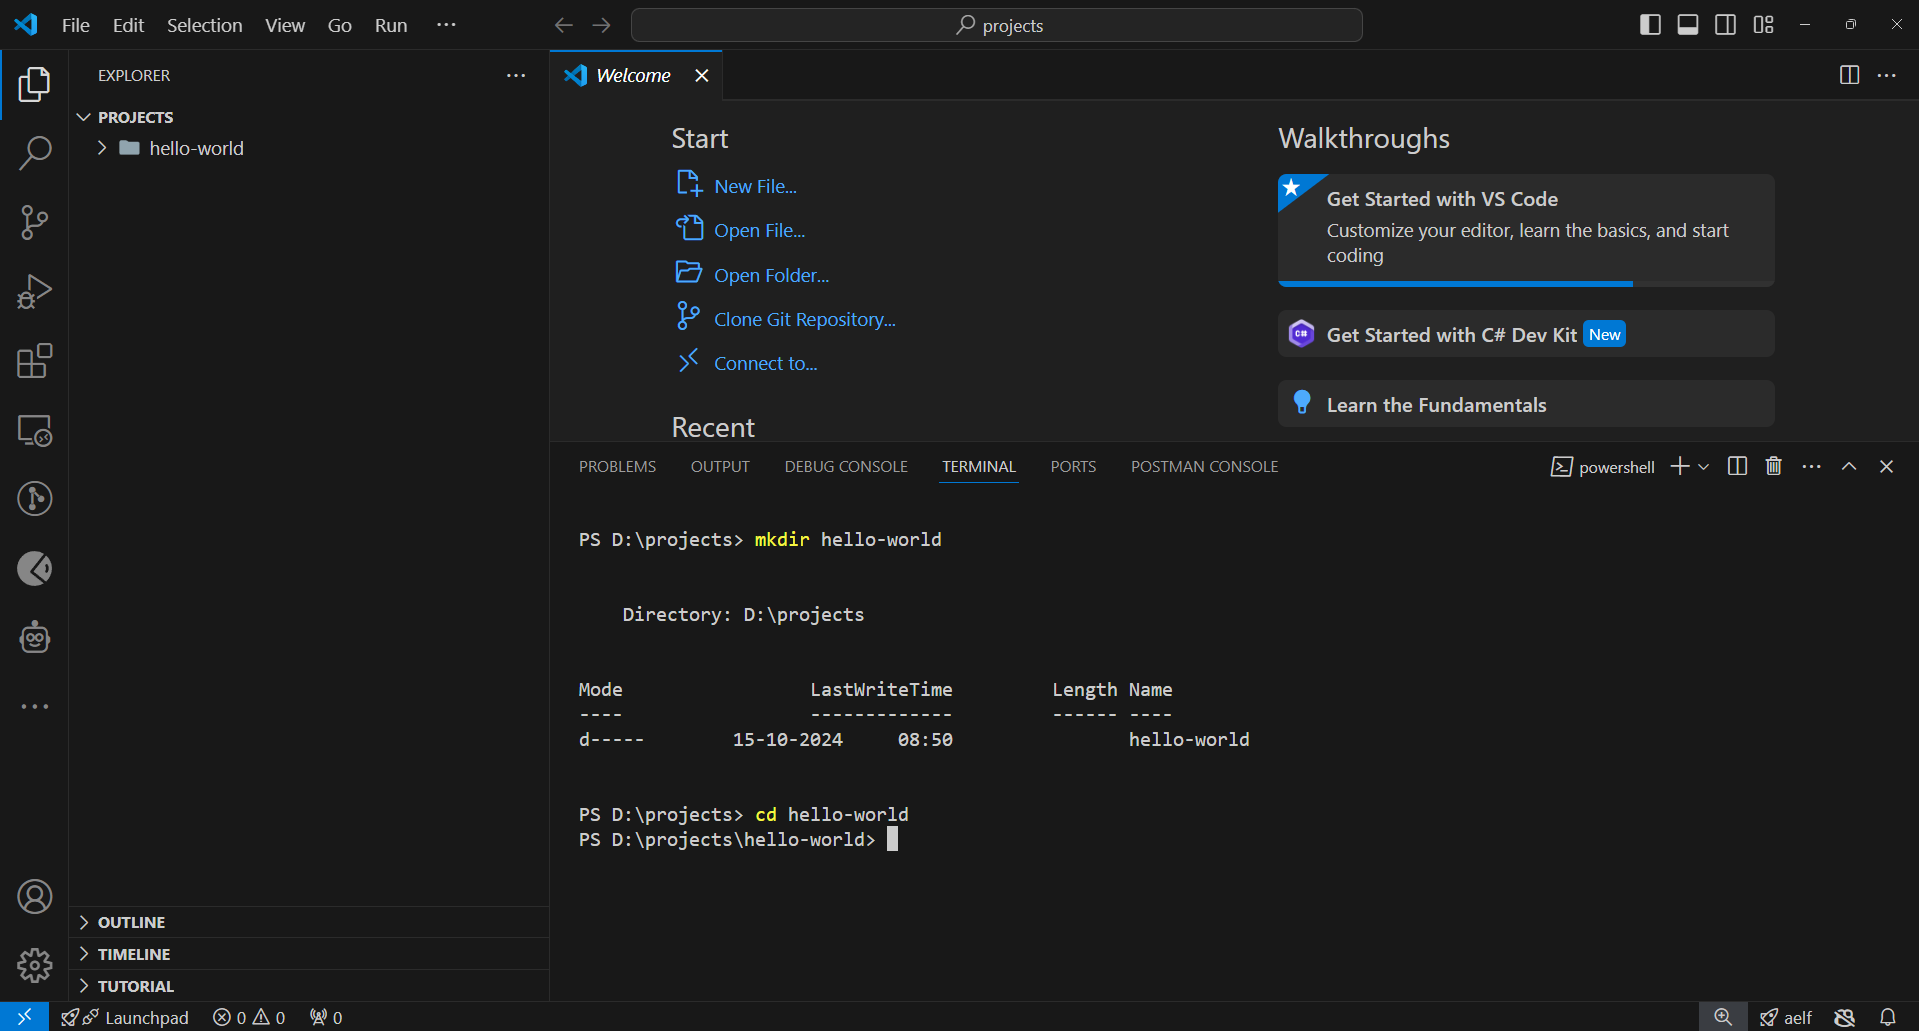 File Edit Selection View Go Run ···
projects
EXPLORER
PROJECTS
hello-world
OUTLINE
TIMELINE
TUTORIAL
Welcome
Start
New File...
Open File...
Open Folder...
Clone Git Repository...
Connect to...
Recent
Walkthroughs
Get Started with VS Code
Customize your editor, learn the basics, and start
coding
C#
Get Started with C# Dev Kit New
Learn the Fundamentals
PROBLEMS OUTPUT DEBUG CONSOLE TERMINAL PORTS POSTMAN CONSOLE
powershell
PS D:\projects> mkdir hello-world
Directory: D:\projects
Mode LastWriteTime Length Name
---- ------------- ------ ----
d----- 15-10-2024 08:50 hello-world
PS D:\projects> cd hello-world
PS D:\projects\hello-world>
Launchpad 0 0 0
aelf